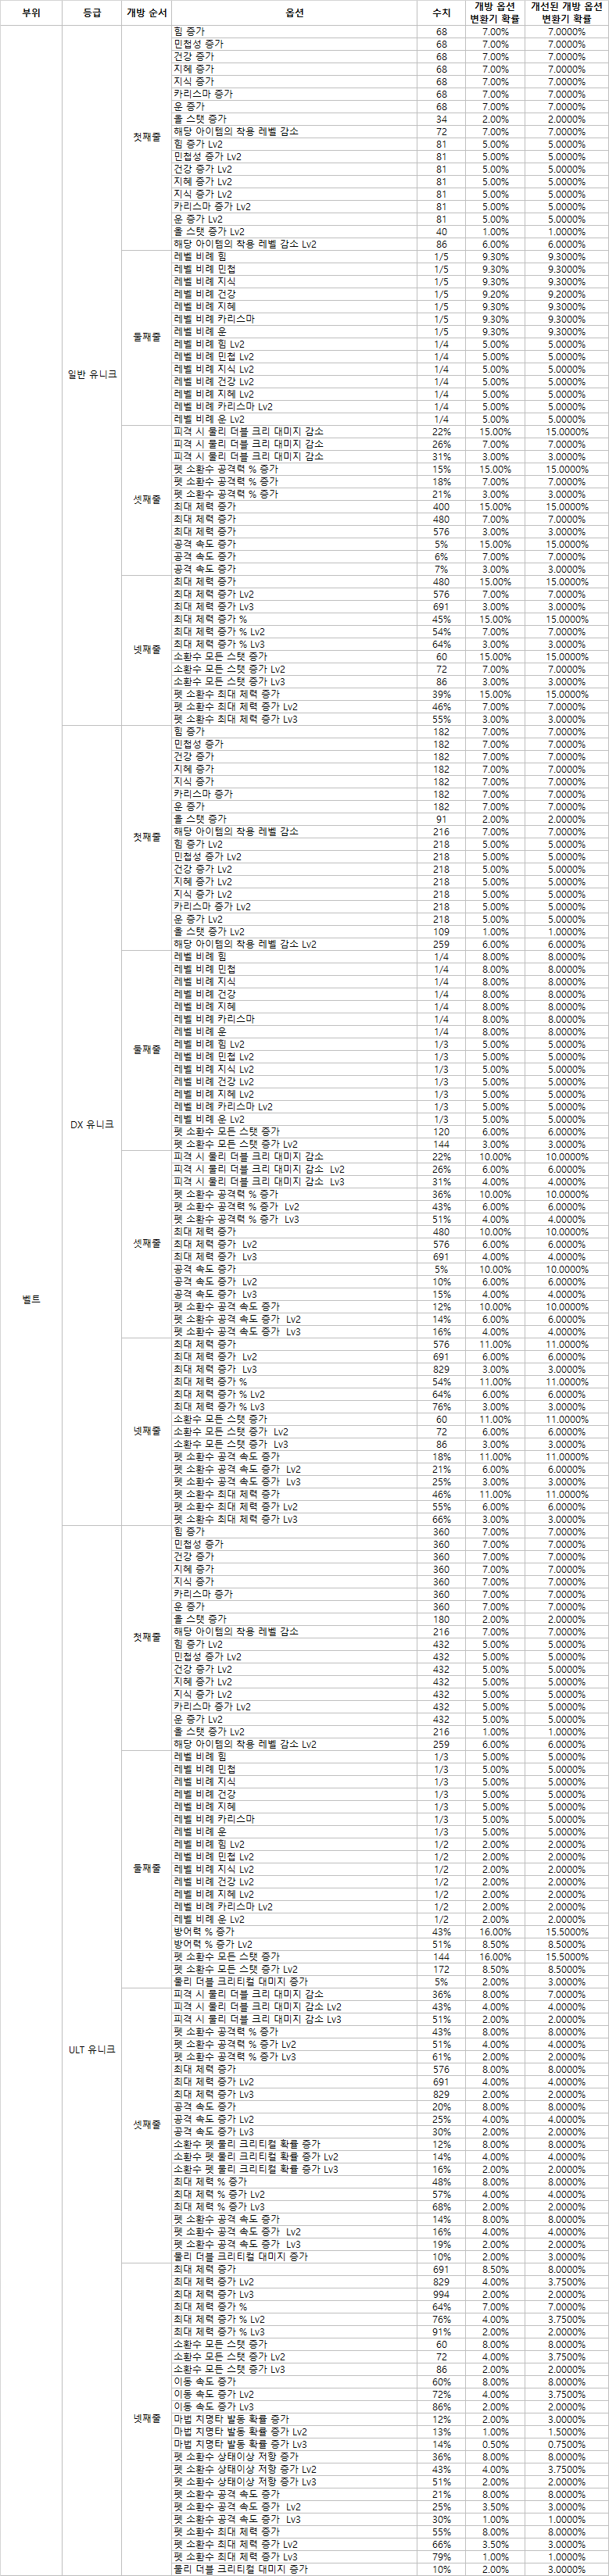 부위 등급 개방 순서 옵션 수치 개방 옵션 변환기 확률 개선된 개방 옵션 변환기 확률
벨트
일반 유니크
첫째줄
힘 증가 68 7.00% 7.0000%
민첩성 증가 68 7.00% 7.0000%
건강 증가 68 7.00% 7.0000%
지혜 증가 68 7.00% 7.0000%
지식 증가 68 7.00% 7.0000%
카리스마 증가 68 7.00% 7.0000%
운 증가 68 7.00% 7.0000%
올 스탯 증가 34 2.00% 2.0000%
해당 아이템의 착용 레벨 감소 72 7.00% 7.0000%
힘 증가 Lv2 81 5.00% 5.0000%
민첩성 증가 Lv2 81 5.00% 5.0000%
건강 증가 Lv2 81 5.00% 5.0000%
지혜 증가 Lv2 81 5.00% 5.0000%
지식 증가 Lv2 81 5.00% 5.0000%
카리스마 증가 Lv2 81 5.00% 5.0000%
운 증가 Lv2 81 5.00% 5.0000%
올 스탯 증가 Lv2 40 1.00% 1.0000%
해당 아이템의 착용 레벨 감소 Lv2 86 6.00% 6.0000%
둘째줄
레벨 비례 힘 1/5 9.30% 9.3000%
레벨 비례 민첩 1/5 9.30% 9.3000%
레벨 비례 지식 1/5 9.30% 9.3000%
레벨 비례 건강 1/5 9.20% 9.2000%
레벨 비례 지혜 1/5 9.30% 9.3000%
레벨 비례 카리스마 1/5 9.30% 9.3000%
레벨 비례 운 1/5 9.30% 9.3000%
레벨 비례 힘 Lv2 1/4 5.00% 5.0000%
레벨 비례 민첩 Lv2 1/4 5.00% 5.0000%
레벨 비례 지식 Lv2 1/4 5.00% 5.0000%
레벨 비례 건강 Lv2 1/4 5.00% 5.0000%
레벨 비례 지혜 Lv2 1/4 5.00% 5.0000%
레벨 비례 카리스마 Lv2 1/4 5.00% 5.0000%
레벨 비례 운 Lv2 1/4 5.00% 5.0000%
셋째줄
피격 시 물리 더블 크리 대미지 감소 22% 15.00% 15.0000%
피격 시 물리 더블 크리 대미지 감소 26% 7.00% 7.0000%
피격 시 물리 더블 크리 대미지 감소 31% 3.00% 3.0000%
펫 소환수 공격력 % 증가 15% 15.00% 15.0000%
펫 소환수 공격력 % 증가 18% 7.00% 7.0000%
펫 소환수 공격력 % 증가 21% 3.00% 3.0000%
최대 체력 증가 400 15.00% 15.0000%
최대 체력 증가 480 7.00% 7.0000%
최대 체력 증가 576 3.00% 3.0000%
공격 속도 증가 5% 15.00% 15.0000%
공격 속도 증가 6% 7.00% 7.0000%
공격 속도 증가 7% 3.00% 3.0000%
넷째줄
최대 체력 증가 480 15.00% 15.0000%
최대 체력 증가 Lv2 576 7.00% 7.0000%
최대 체력 증가 Lv3 691 3.00% 3.0000%
최대 체력 증가 % 45% 15.00% 15.0000%
최대 체력 증가 % Lv2 54% 7.00% 7.0000%
최대 체력 증가 % Lv3 64% 3.00% 3.0000%
소환수 모든 스탯 증가 60 15.00% 15.0000%
소환수 모든 스탯 증가 Lv2 72 7.00% 7.0000%
소환수 모든 스탯 증가 Lv3 86 3.00% 3.0000%
펫 소환수 최대 체력 증가 39% 15.00% 15.0000%
펫 소환수 최대 체력 증가 Lv2 46% 7.00% 7.0000%
펫 소환수 최대 체력 증가 Lv3 55% 3.00% 3.0000%
DX 유니크
첫째줄
힘 증가 182 7.00% 7.0000%
민첩성 증가 182 7.00% 7.0000%
건강 증가 182 7.00% 7.0000%
지혜 증가 182 7.00% 7.0000%
지식 증가 182 7.00% 7.0000%
카리스마 증가 182 7.00% 7.0000%
운 증가 182 7.00% 7.0000%
올 스탯 증가 91 2.00% 2.0000%
해당 아이템의 착용 레벨 감소 216 7.00% 7.0000%
힘 증가 Lv2 218 5.00% 5.0000%
민첩성 증가 Lv2 218 5.00% 5.0000%
건강 증가 Lv2 218 5.00% 5.0000%
지혜 증가 Lv2 218 5.00% 5.0000%
지식 증가 Lv2 218 5.00% 5.0000%
카리스마 증가 Lv2 218 5.00% 5.0000%
운 증가 Lv2 218 5.00% 5.0000%
올 스탯 증가 Lv2 109 1.00% 1.0000%
해당 아이템의 착용 레벨 감소 Lv2 259 6.00% 6.0000%
둘째줄
레벨 비례 힘 1/4 8.00% 8.0000%
레벨 비례 민첩 1/4 8.00% 8.0000%
레벨 비례 지식 1/4 8.00% 8.0000%
레벨 비례 건강 1/4 8.00% 8.0000%
레벨 비례 지혜 1/4 8.00% 8.0000%
레벨 비례 카리스마 1/4 8.00% 8.0000%
레벨 비례 운 1/4 8.00% 8.0000%
레벨 비례 힘 Lv2 1/3 5.00% 5.0000%
레벨 비례 민첩 Lv2 1/3 5.00% 5.0000%
레벨 비례 지식 Lv2 1/3 5.00% 5.0000%
레벨 비례 건강 Lv2 1/3 5.00% 5.0000%
레벨 비례 지혜 Lv2 1/3 5.00% 5.0000%
레벨 비례 카리스마 Lv2 1/3 5.00% 5.0000%
레벨 비례 운 Lv2 1/3 5.00% 5.0000%
펫 소환수 모든 스탯 증가 120 6.00% 6.0000%
펫 소환수 모든 스탯 증가 Lv2 144 3.00% 3.0000%
셋째줄
피격 시 물리 더블 크리 대미지 감소 22% 10.00% 10.0000%
피격 시 물리 더블 크리 대미지 감소 Lv2 26% 6.00% 6.0000%
피격 시 물리 더블 크리 대미지 감소 Lv3 31% 4.00% 4.0000%
펫 소환수 공격력 % 증가 36% 10.00% 10.0000%
펫 소환수 공격력 % 증가 Lv2 43% 6.00% 6.0000%
펫 소환수 공격력 % 증가 Lv3 51% 4.00% 4.0000%
최대 체력 증가 480 10.00% 10.0000%
최대 체력 증가 Lv2 576 6.00% 6.0000%
최대 체력 증가 Lv3 691 4.00% 4.0000%
공격 속도 증가 5% 10.00% 10.0000%
공격 속도 증가 Lv2 10% 6.00% 6.0000%
공격 속도 증가 Lv3 15% 4.00% 4.0000%
펫 소환수 공격 속도 증가 12% 10.00% 10.0000%
펫 소환수 공격 속도 증가 Lv2 14% 6.00% 6.0000%
펫 소환수 공격 속도 증가 Lv3 16% 4.00% 4.0000%
넷째줄
최대 체력 증가 576 11.00% 11.0000%
최대 체력 증가 Lv2 691 6.00% 6.0000%
최대 체력 증가 Lv3 829 3.00% 3.0000%
최대 체력 증가 % 54% 11.00% 11.0000%
최대 체력 증가 % Lv2 64% 6.00% 6.0000%
최대 체력 증가 % Lv3 76% 3.00% 3.0000%
소환수 모든 스탯 증가 60 11.00% 11.0000%
소환수 모든 스탯 증가 Lv2 72 6.00% 6.0000%
소환수 모든 스탯 증가 Lv3 86 3.00% 3.0000%
펫 소환수 공격 속도 증가 18% 11.00% 11.0000%
펫 소환수 공격 속도 증가 Lv2 21% 6.00% 6.0000%
펫 소환수 공격 속도 증가 Lv3 25% 3.00% 3.0000%
펫 소환수 최대 체력 증가 46% 11.00% 11.0000%
펫 소환수 최대 체력 증가 Lv2 55% 6.00% 6.0000%
펫 소환수 최대 체력 증가 Lv3 66% 3.00% 3.0000%
ULT 유니크
첫째줄
힘 증가 360 7.00% 7.0000%
민첩성 증가 360 7.00% 7.0000%
건강 증가 360 7.00% 7.0000%
지혜 증가 360 7.00% 7.0000%
지식 증가 360 7.00% 7.0000%
카리스마 증가 360 7.00% 7.0000%
운 증가 360 7.00% 7.0000%
올 스탯 증가 180 2.00% 2.0000%
해당 아이템의 착용 레벨 감소 216 7.00% 7.0000%
힘 증가 Lv2 432 5.00% 5.0000%
민첩성 증가 Lv2 432 5.00% 5.0000%
건강 증가 Lv2 432 5.00% 5.0000%
지혜 증가 Lv2 432 5.00% 5.0000%
지식 증가 Lv2 432 5.00% 5.0000%
카리스마 증가 Lv2 432 5.00% 5.0000%
운 증가 Lv2 432 5.00% 5.0000%
올 스탯 증가 Lv2 216 1.00% 1.0000%
해당 아이템의 착용 레벨 감소 Lv2 259 6.00% 6.0000%
둘째줄
레벨 비례 힘 1/3 5.00% 5.0000%
레벨 비례 민첩 1/3 5.00% 5.0000%
레벨 비례 지식 1/3 5.00% 5.0000%
레벨 비례 건강 1/3 5.00% 5.0000%
레벨 비례 지혜 1/3 5.00% 5.0000%
레벨 비례 카리스마 1/3 5.00% 5.0000%
레벨 비례 운 1/3 5.00% 5.0000%
레벨 비례 힘 Lv2 1/2 2.00% 2.0000%
레벨 비례 민첩 Lv2 1/2 2.00% 2.0000%
레벨 비례 지식 Lv2 1/2 2.00% 2.0000%
레벨 비례 건강 Lv2 1/2 2.00% 2.0000%
레벨 비례 지혜 Lv2 1/2 2.00% 2.0000%
레벨 비례 카리스마 Lv2 1/2 2.00% 2.0000%
레벨 비례 운 Lv2 1/2 2.00% 2.0000%
방어력 % 증가 43% 16.00% 15.5000%
방어력 % 증가 Lv2 51% 8.50% 8.5000%
펫 소환수 모든 스탯 증가 144 16.00% 15.5000%
펫 소환수 모든 스탯 증가 Lv2 172 8.50% 8.5000%
물리 더블 크리티컬 대미지 증가 5% 2.00% 3.0000%
셋째줄
피격 시 물리 더블 크리 대미지 감소 36% 8.00% 7.0000%
피격 시 물리 더블 크리 대미지 감소 Lv2 43% 4.00% 4.0000%
피격 시 물리 더블 크리 대미지 감소 Lv3 51% 2.00% 2.0000%
펫 소환수 공격력 % 증가 43% 8.00% 8.0000%
펫 소환수 공격력 % 증가 Lv2 51% 4.00% 4.0000%
펫 소환수 공격력 % 증가 Lv3 61% 2.00% 2.0000%
최대 체력 증가 576 8.00% 8.0000%
최대 체력 증가 Lv2 691 4.00% 4.0000%
최대 체력 증가 Lv3 829 2.00% 2.0000%
공격 속도 증가 20% 8.00% 8.0000%
공격 속도 증가 Lv2 25% 4.00% 4.0000%
공격 속도 증가 Lv3 30% 2.00% 2.0000%
소환수 펫 물리 크리티컬 확률 증가 12% 8.00% 8.0000%
소환수 펫 물리 크리티컬 확률 증가 Lv2 14% 4.00% 4.0000%
소환수 펫 물리 크리티컬 확률 증가 Lv3 16% 2.00% 2.0000%
최대 체력 % 증가 48% 8.00% 8.0000%
최대 체력 % 증가 Lv2 57% 4.00% 4.0000%
최대 체력 % 증가 Lv3 68% 2.00% 2.0000%
펫 소환수 공격 속도 증가 14% 8.00% 8.0000%
펫 소환수 공격 속도 증가 Lv2 16% 4.00% 4.0000%
펫 소환수 공격 속도 증가 Lv3 19% 2.00% 2.0000%
물리 더블 크리티컬 대미지 증가 10% 2.00% 3.0000%
넷째줄
최대 체력 증가 691 8.50% 8.0000%
최대 체력 증가 Lv2 829 4.00% 3.7500%
최대 체력 증가 Lv3 994 2.00% 2.0000%
최대 체력 증가 % 64% 7.00% 7.0000%
최대 체력 증가 % Lv2 76% 4.00% 3.7500%
최대 체력 증가 % Lv3 91% 2.00% 2.0000%
소환수 모든 스탯 증가 60 8.00% 8.0000%
소환수 모든 스탯 증가 Lv2 72 4.00% 3.7500%
소환수 모든 스탯 증가 Lv3 86 2.00% 2.0000%
이동 속도 증가 60% 8.00% 8.0000%
이동 속도 증가 Lv2 72% 4.00% 3.7500%
이동 속도 증가 Lv3 86% 2.00% 2.0000%
마법 치명타 발동 확률 증가 12% 2.00% 3.0000%
마법 치명타 발동 확률 증가 Lv2 13% 1.00% 1.5000%
마법 치명타 발동 확률 증가 Lv3 14% 0.50% 0.7500%
펫 소환수 상태이상 저항 증가 36% 8.00% 8.0000%
펫 소환수 상태이상 저항 증가 Lv2 43% 4.00% 3.7500%
펫 소환수 상태이상 저항 증가 Lv3 51% 2.00% 2.0000%
펫 소환수 공격 속도 증가 21% 8.00% 8.0000%
펫 소환수 공격 속도 증가 Lv2 25% 3.50% 3.0000%
펫 소환수 공격 속도 증가 Lv3 30% 1.00% 1.0000%
펫 소환수 최대 체력 증가 55% 8.00% 8.0000%
펫 소환수 최대 체력 증가 Lv2 66% 3.50% 3.0000%
펫 소환수 최대 체력 증가 Lv3 79% 1.00% 1.0000%
물리 더블 크리티컬 대미지 증가 10% 2.00% 3.0000%